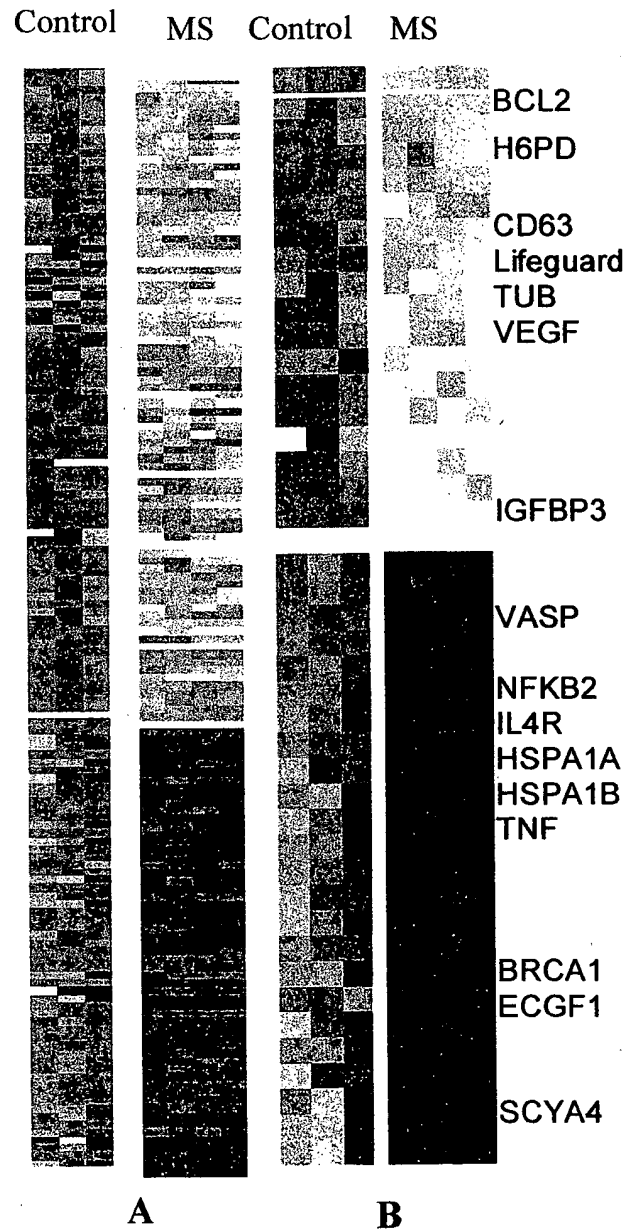 Control MS Control MS
BCL2
H6PD
CD63
Lifeguard
TUB
VEGF
IGFBP3
VASP
NFKB2
IL4R
HSPA1A
HSPA1B
TNF
BRCA1
ECGF1
SCYA4
A B